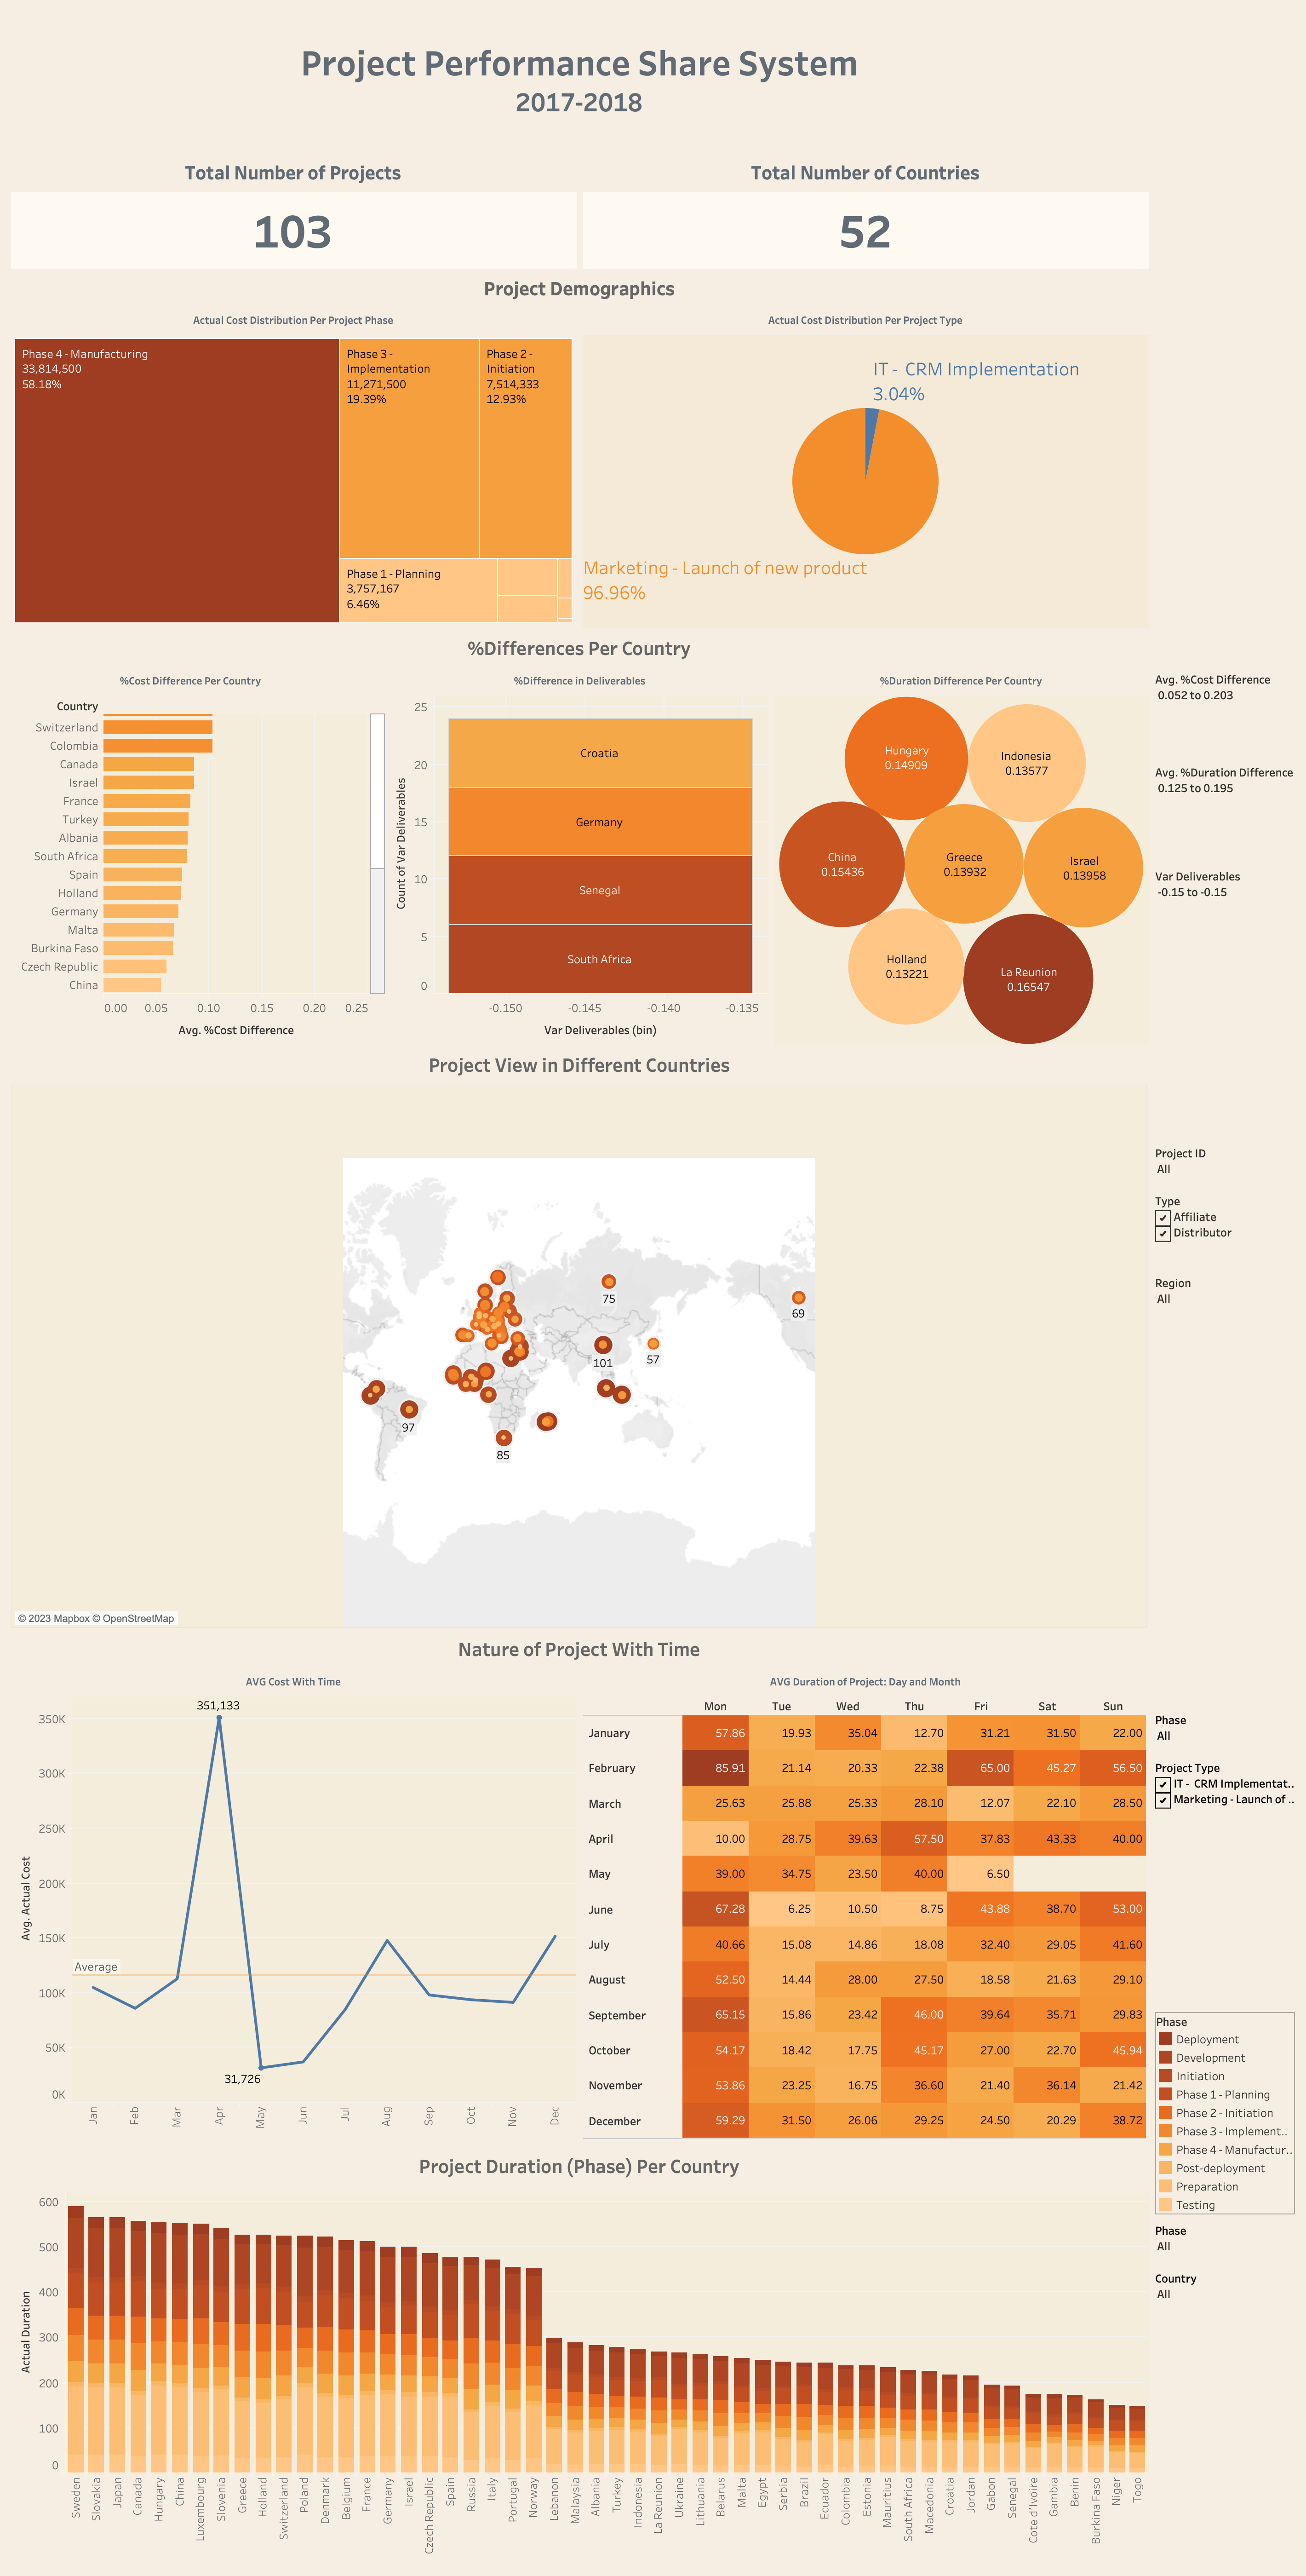 Project Performance Share System
2017-2018
Total Number of Projects
Total Number of Countries
103
52
Project Demographics
Actual Cost Distribution Per Project Phase
Actual Cost Distribution Per Project Type
Phase 4 - Manufacturing
33,814,500
58.18%
Phase 3 -
Implementation
11,271,500
19.39%
Phase 2 -
Initiation
7,514,333
12.93%
Phase 1 - Planning
3,757,167
6.46%
IT -  CRM Implementation
3.04%
Marketing - Launch of new product
96.96%
%Differences Per Country
%Cost Difference Per Country
Country
Switzerland
Colombia
Canada
Israel
France
Turkey
Albania
South Africa
Spain
Holland
Germany
Malta
Burkina Faso
Czech Republic
China
0.00 0.05 0.10 0.15 0.20 0.25
Avg. %Cost Difference
%Difference in Deliverables
Count of Var Deliverables
25
20
15
10
5
0
Croatia
Germany
Senegal
South Africa
-0.150 -0.145 -0.140 -0.135
Var Deliverables (bin)
%Duration Difference Per Country
Hungary
0.14909
Indonesia
0.13577
China
0.15436
Greece
0.13932
Israel
0.13958
Holland
0.13221
La Reunion
0.16547
Avg. %Cost Difference
0.052 to 0.203
Avg. %Duration Difference
0.125 to 0.195
Var Deliverables
-0.15 to -0.15
Project View in Different Countries
75
69
101
57
97
85
© 2023 Mapbox © OpenStreetMap
Project ID
All
Type
Affiliate
Distributor
Region
All
Nature of Project With Time
AVG Cost With Time
Avg. Actual Cost
350K
300K
250K
200K
150K
100K
50K
0K
351,133
Average
31,726
Jan Feb Mar Apr May Jun Jul Aug Sep Oct Nov Dec
AVG Duration of Project: Day and Month
Mon Tue Wed Thu Fri Sat Sun
January 57.86 19.93 35.04 12.70 31.21 31.50 22.00
February 85.91 21.14 20.33 22.38 65.00 45.27 56.50
March 25.63 25.88 25.33 28.10 12.07 22.10 28.50
April 10.00 28.75 39.63 57.50 37.83 43.33 40.00
May 39.00 34.75 23.50 40.00 6.50
June 67.28 6.25 10.50 8.75 43.88 38.70 53.00
July 40.66 15.08 14.86 18.08 32.40 29.05 41.60
August 52.50 14.44 28.00 27.50 18.58 21.63 29.10
September 65.15 15.86 23.42 46.00 39.64 35.71 29.83
October 54.17 18.42 17.75 45.17 27.00 22.70 45.94
November 53.86 23.25 16.75 36.60 21.40 36.14 21.42
December 59.29 31.50 26.06 29.25 24.50 20.29 38.72
Phase
All
Project Type
IT -  CRM Implementat..
Marketing - Launch of ..
Phase
Deployment
Development
Initiation
Phase 1 - Planning
Phase 2 - Initiation
Phase 3 - Implement..
Phase 4 - Manufactur..
Post-deployment
Preparation
Testing
Phase
All
Country
All
Project Duration (Phase) Per Country
Actual Duration
600
500
400
300
200
100
0
Sweden
Slovakia
Japan
Canada
Hungary
China
Luxembourg
Slovenia
Greece
Holland
Switzerland
Poland
Denmark
Belgium
France
Germany
Israel
Czech Republic
Spain
Russia
Italy
Portugal
Norway
Lebanon
Malaysia
Albania
Turkey
Indonesia
La Reunion
Ukraine
Lithuania
Belarus
Malta
Egypt
Serbia
Brazil
Ecuador
Colombia
Estonia
Mauritius
South Africa
Macedonia
Croatia
Jordan
Gabon
Senegal
Cote d'Ivoire
Gambia
Benin
Burkina Faso
Niger
Togo